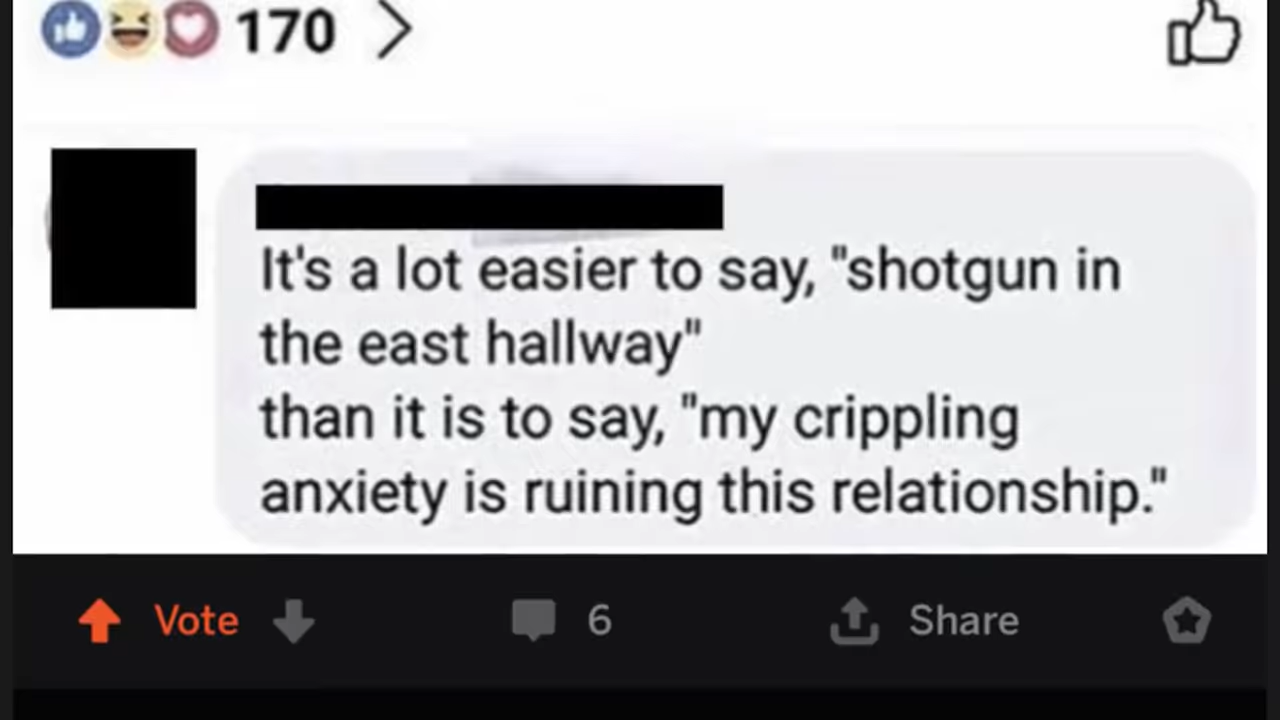 170
It's a lot easier to say, "shotgun in
the east hallway"
than it is to say, "my crippling
anxiety is ruining this relationship."
Vote 6 Share